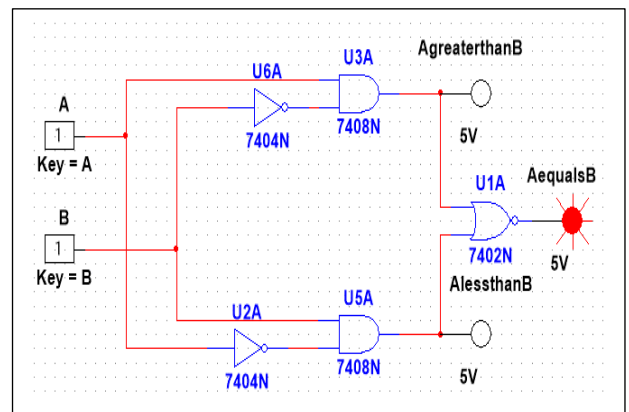 U3A
AgreaterthanB
U6A
A
1
Key = A
7404N
7408N
5V
U1A
AequalsB
B
1
Key = B
7402N
5V
AlessthanB
U2A
U5A
7404N
7408N
5V